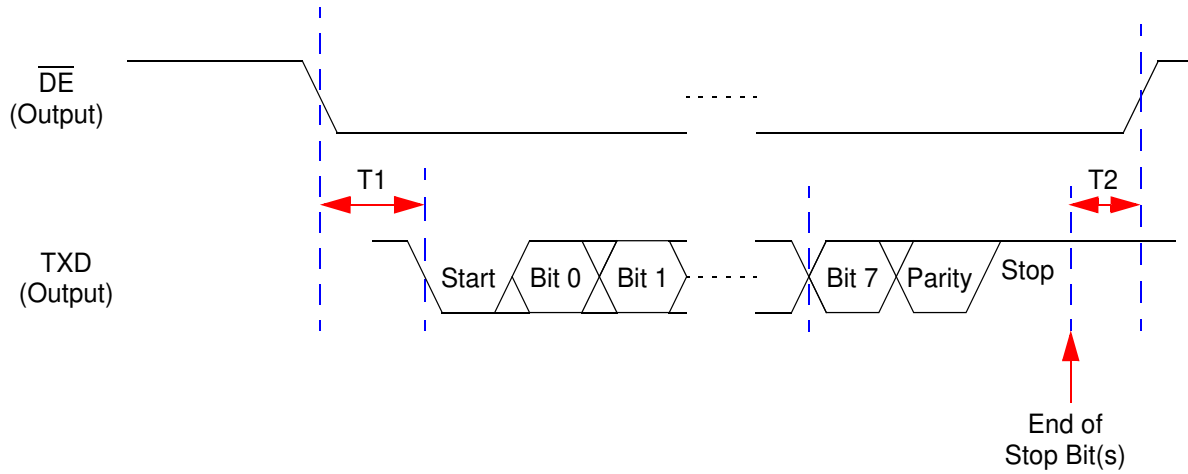 DE
(Output)
T1
T2
TXD
(Output)
Start
Bit 0
Bit 1
Bit 7
Parity
Stop
End of
Stop Bit(s)